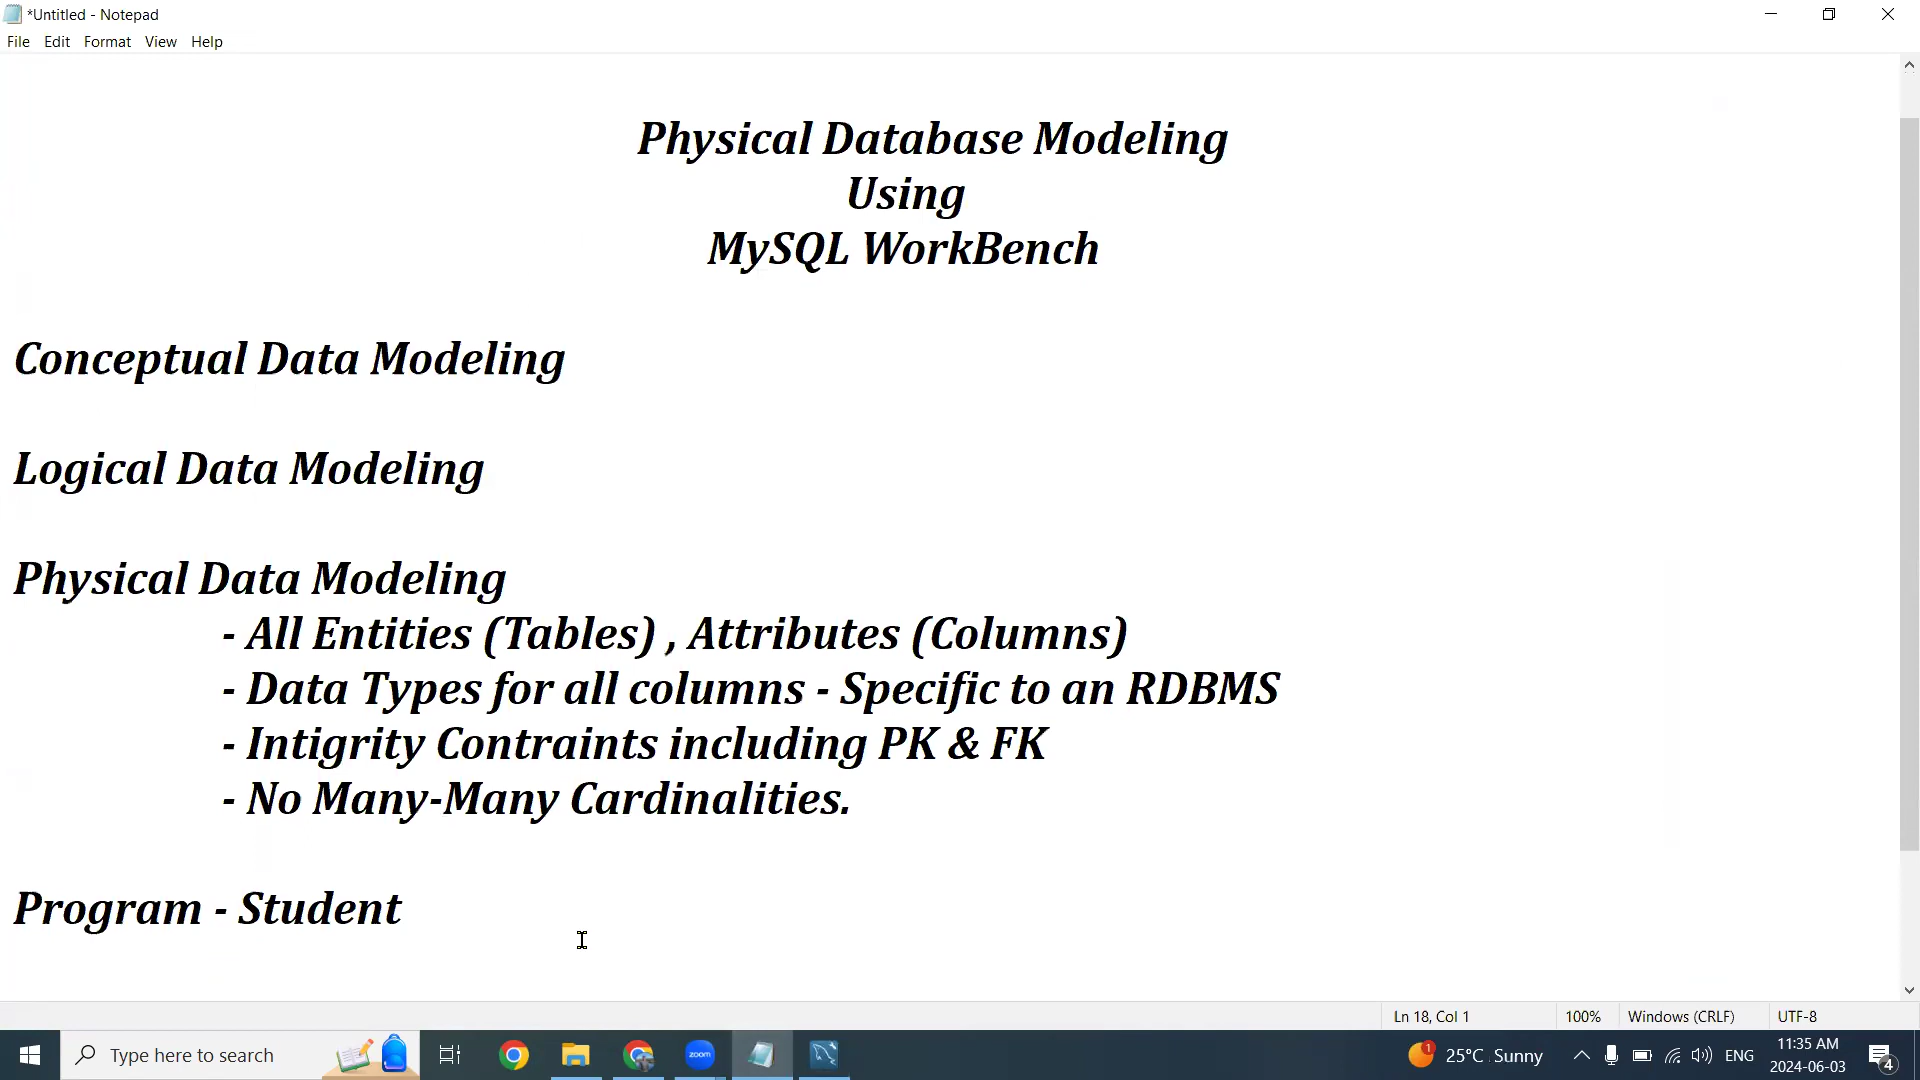 *Untitled - Notepad
File Edit Format View Help
Physical Database Modeling
Using
MySQL WorkBench
Conceptual Data Modeling
Logical Data Modeling
Physical Data Modeling
- All Entities (Tables) , Attributes (Columns)
- Data Types for all columns - Specific to an RDBMS
- Intigrity Contraints including PK & FK
- No Many-Many Cardinalities.
Program - Student
Ln 18, Col 1 100% Windows (CRLF) UTF-8
Type here to search
zoom
1 25°C Sunny
ENG
11:35 AM
2024-06-03
4